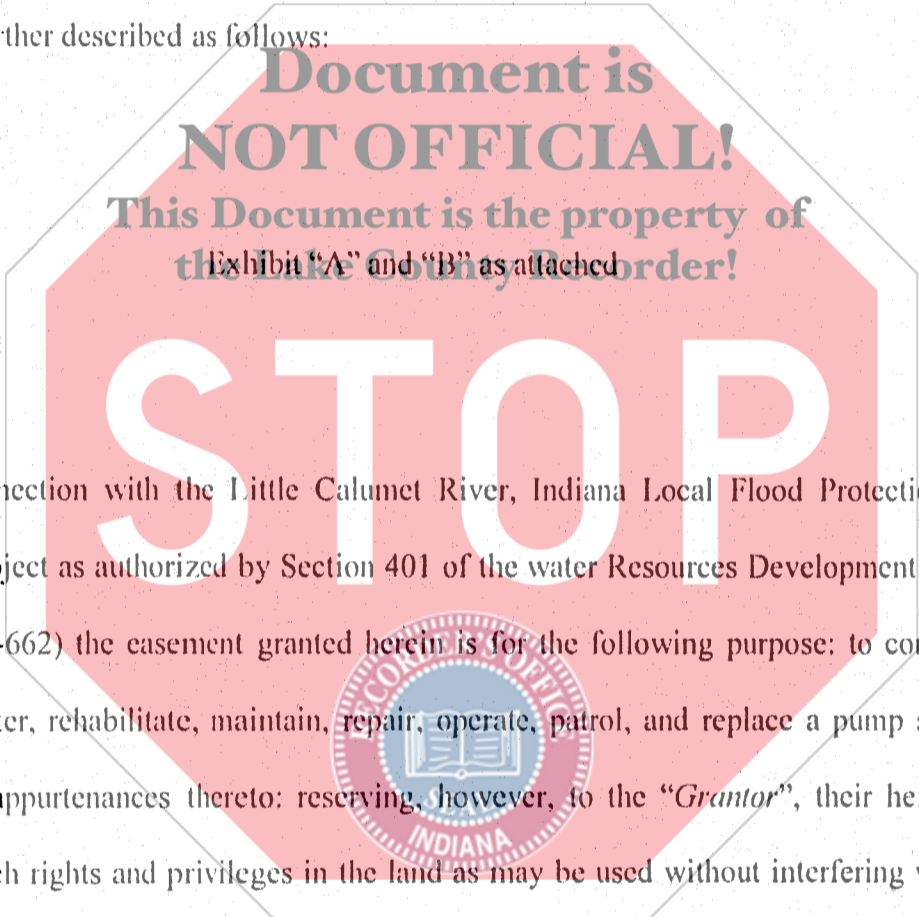 rther described as follows:
Document is
NOT OFFICIAL!
This Document is the property of
the Lake County Recorder!
Exhibit “A” and “B” as attached
STOP
nection with the Little Calumet River, Indiana Local Flood Protecti
ject as authorized by Section 401 of the water Resources Development
-662) the easement granted herein is for the following purpose: to co
er, rehabilitate, maintain, repair, operate, patrol, and replace a pump
appurtenances thereto: reserving, however, to the “Grantor”, their he
h rights and privileges in the land as may be used without interfering
RECORDER'S OFFICE
SEAL
INDIANA